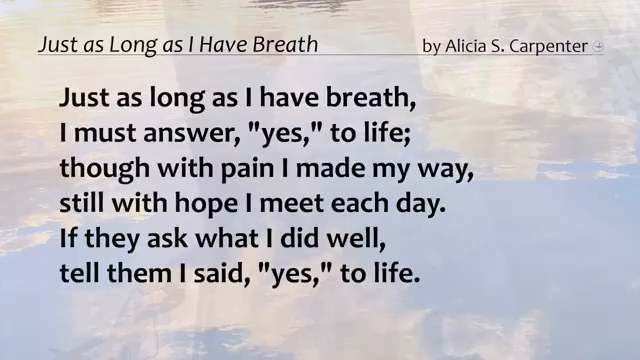 Just as Long as I Have Breath
by Alicia S. Carpenter
Just as long as I have breath,
I must answer, "yes," to life;
though with pain I made my way,
still with hope I meet each day.
If they ask what I did well,
tell them I said, "yes," to life.